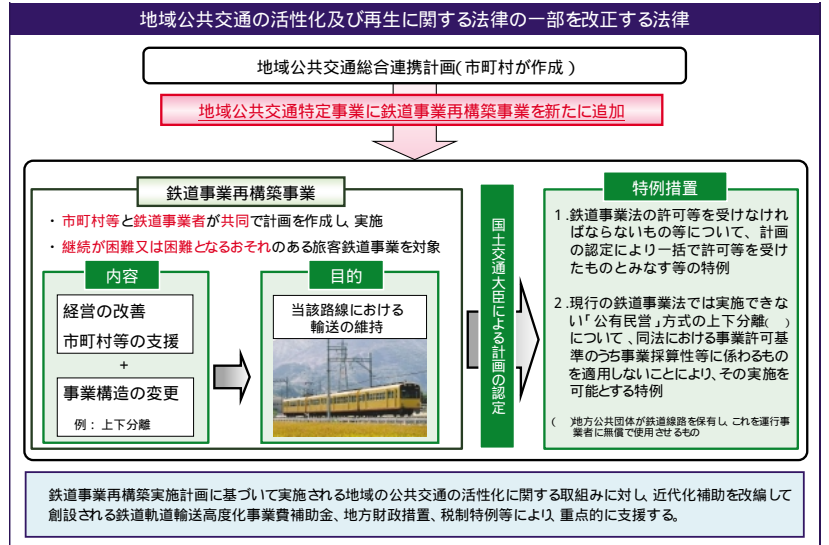 地域公共交通の活性化及び再生に関する法律の一部を改正する法律
地域公共交通総合連携計画(市町村が作成)
地域公共交通特定事業に鉄道事業再構築事業を新たに追加
鉄道事業再構築事業
・市町村等と鉄道事業者が共同で計画を作成し、実施
・継続が困難又は困難となるおそれのある旅客鉄道事業を対象
内容
経営の改善
市町村等の支援
+
事業構造の変更
例：上下分離
目的
当該路線における
輸送の維持
国土交通大臣による計画の認定
特例措置
1.鉄道事業法の許可等を受けなけれ
ばならないもの等について、計画
の認定により一括で許可等を受け
たものとみなす等の特例
2.現行の鉄道事業法では実施できな
い「公有民営」方式の上下分離( )
について、同法における事業許可基
準のうち事業採算性等に係わるもの
を適用しないことにより、その実施を
可能とする特例
( )地方公共団体が鉄道線路を保有し、これを運行事
業者に無償で使用させるもの
鉄道事業再構築実施計画に基づいて実施される地域の公共交通の活性化に関する取組みに対し、近代化補助を改編して
創設される鉄道軌道輸送高度化事業費補助金、地方財政措置、税制特例等により、重点的に支援する。